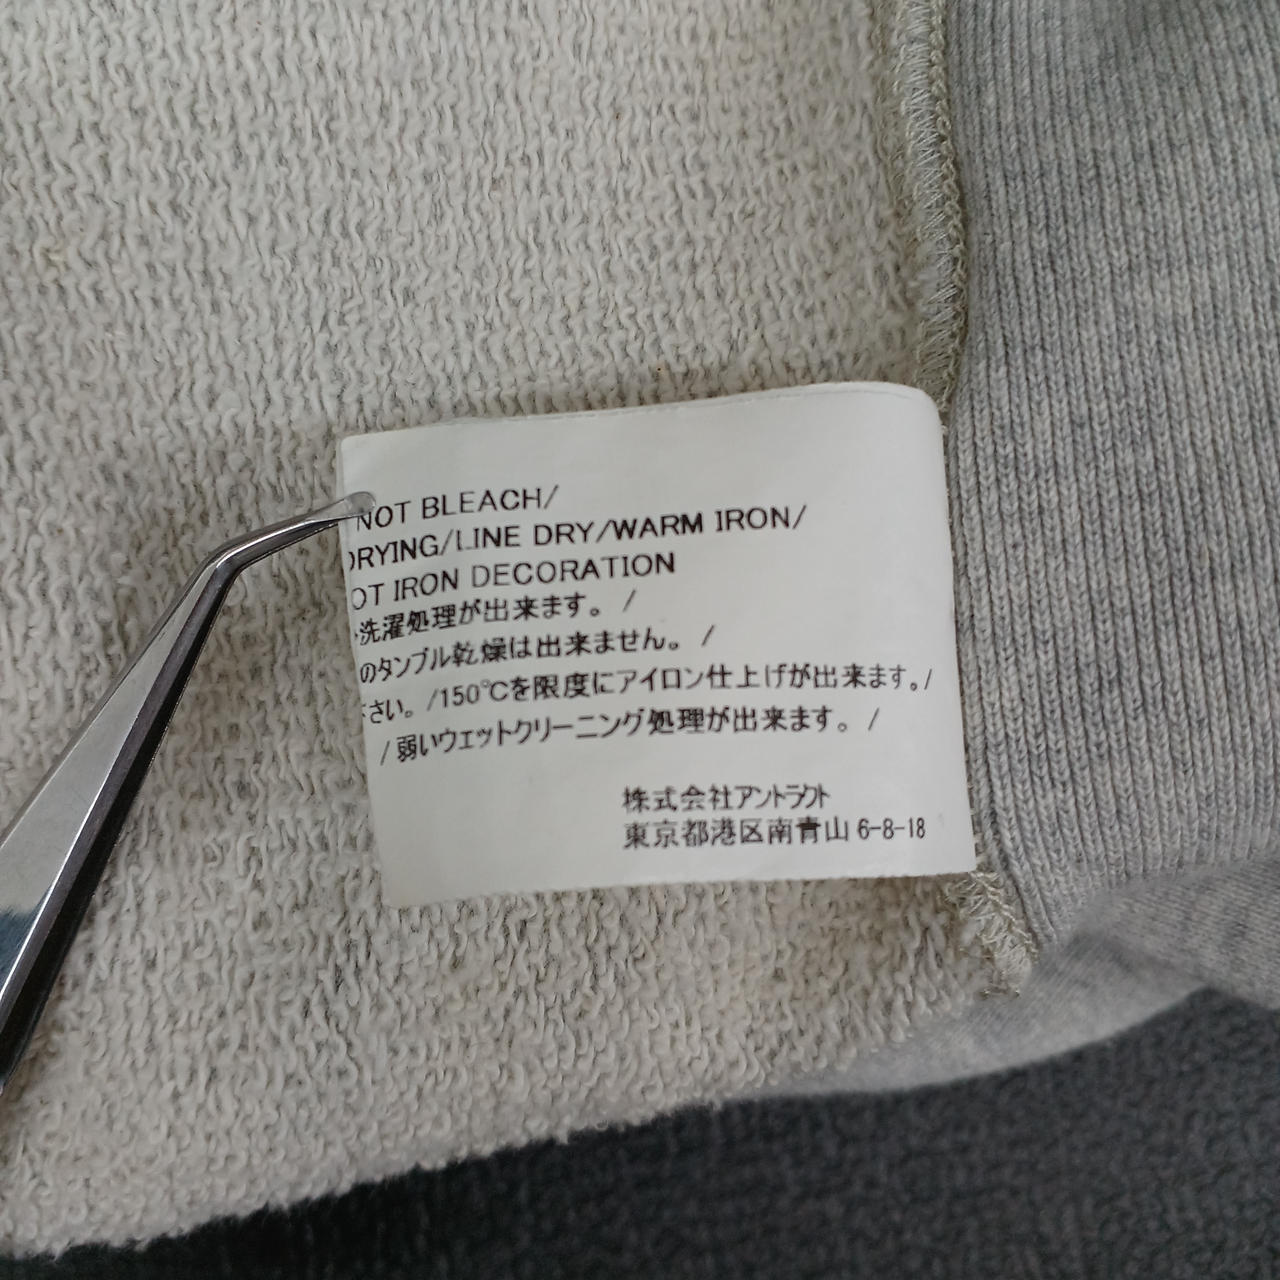 NOT BLEACH/
DRYING/LINE DRY/WARM IRON/
OT IRON DECORATION
洗濯処理が出来ます。 /
のタンブル乾燥は出来ません。 /
さい。/150℃を限度にアイロン仕上げが出来ます。/
/弱いウェットクリーニング処理が出来ます。 /
株式会社アントラクト
東京都港区南青山 6-8-18